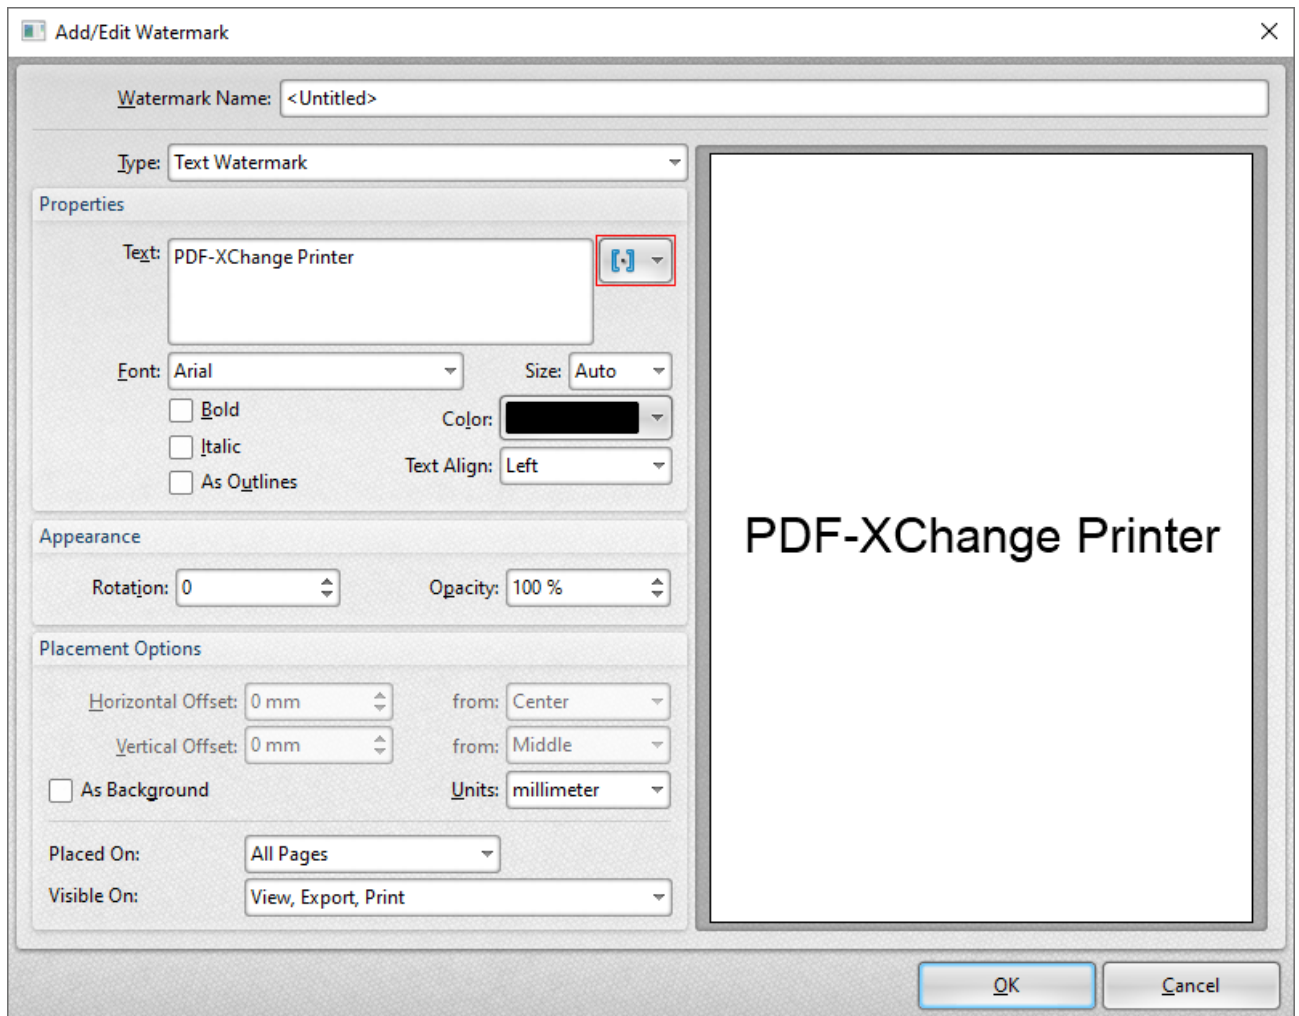 Add/Edit Watermark
Watermark Name: <Untitled>
Type: Text Watermark
Properties
Text: PDF-XChange Printer
Font: Arial Size: Auto
Bold
Color:
Italic
Text Align: Left
As Outlines
Appearance
Rotation: 0 Opacity: 100 %
Placement Options
Horizontal Offset: 0 mm from: Center
Vertical Offset: 0 mm from: Middle
As Background Units: millimeter
Placed On: All Pages
Visible On: View, Export, Print
PDF-XChange Printer
OK Cancel